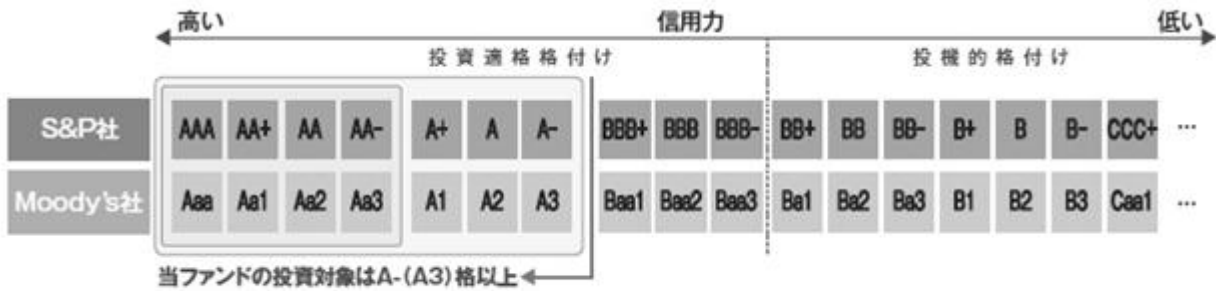 高い 信用力 低い
投資適格格付け 投機的格付け
S&P社 AAA AA+ AA AA- A+ A A- BBB+ BBB BBB- BB+ BB BB- B+ B B- CCC+ …
Moody's社 Aaa Aa1 Aa2 Aa3 A1 A2 A3 Baa1 Baa2 Baa3 Ba1 Ba2 Ba3 B1 B2 B3 Caa1 …
当ファンドの投資対象はA-(A3)格以上